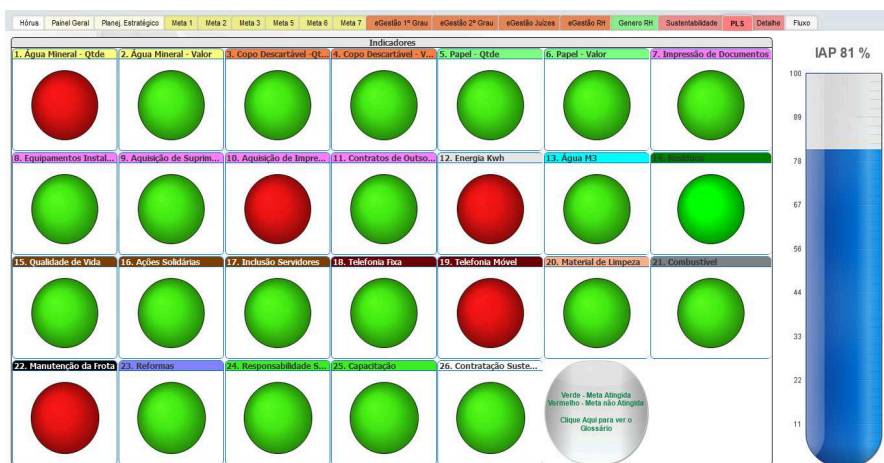 Hórus Painel Geral Planej. Estratégico Meta 1 Meta 2 Meta 3 Meta 5 Meta 6 Meta 7 eGestão 1º Grau eGestão 2º Grau eGestão Juízes eGestão RH Genero RH Sustentabilidade PLS Detalhe Fluxo
Indicadores
1. Água Mineral - Qtde 2. Água Mineral - Valor 3. Copo Descartável -Qt... 4. Copo Descartável - V... 5. Papel - Qtde 6. Papel - Valor 7. Impressão de Documentos
8. Equipamentos Instal... 9. Aquisição de Suprim... 10. Aquisição de Impre... 11. Contratos de Outso... 12. Energia Kwh 13. Água M3 14. Resíduos
15. Qualidade de Vida 16. Ações Solidárias 17. Inclusão Servidores 18. Telefonia Fixa 19. Telefonia Móvel 20. Material de Limpeza 21. Combustível
22. Manutenção da Frota 23. Reformas 24. Responsabilidade S... 25. Capacitação 26. Contratação Suste...
Verde - Meta Atingida
Vermelho - Meta não Atingida
Clique Aqui para ver o
Glossário
IAP 81 %
100
89
78
67
56
44
33
22
11